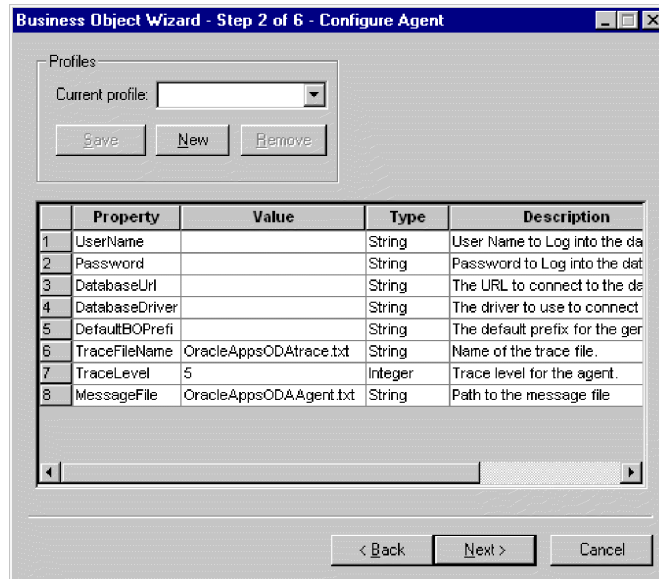 Business Object Wizard - Step 2 of 6 - Configure Agent
Profiles
Current profile:
Save New Remove
Property Value Type Description
1 UserName String User Name to Log into the da
2 Password String Password to Log into the dat
3 DatabaseUrl String The URL to connect to the da
4 DatabaseDriver String The driver to use to connect
5 DefaultBOPrefi String The default prefix for the ger
6 TraceFileName OracleAppsODAtrace.txt String Name of the trace file.
7 TraceLevel 5 Integer Trace level for the agent.
8 MessageFile OracleAppsODAAgent.txt String Path to the message file
< Back Next > Cancel